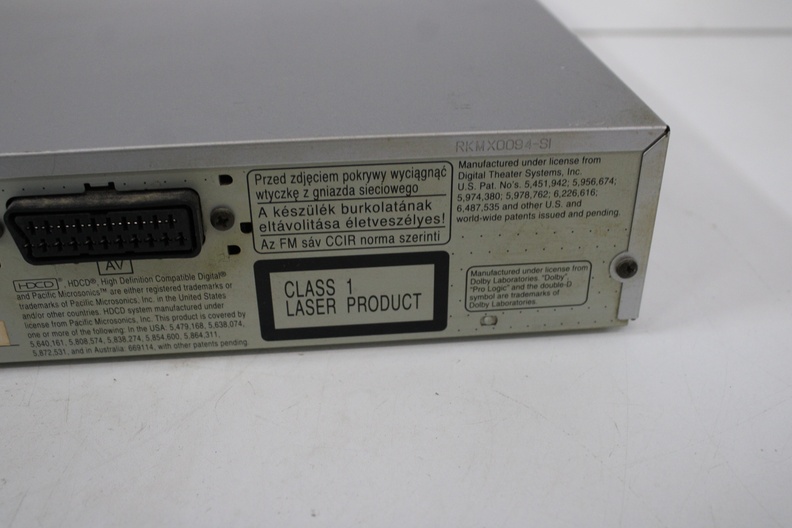 RKMX0094-SI
Manufactured under license from
Digital Theater Systems, Inc.
U.S. Pat. No's. 5,451,942; 5,956,674;
5,974,380; 5,978,762; 6,226,616;
6,487,535 and other U.S. and
world-wide patents issued and pending.
Przed zdjęciem pokrywy wyciągnąć
wtyczkę z gniazda sieciowego
A készülék burkolatának
eltávolítása életveszélyes!
Az FM sáv CCIR norma szerinti
AV
HDCD®, HDCD®, High Definition Compatible Digital®
and Pacific Microsonics™ are either registered trademarks or
trademarks of Pacific Microsonics, Inc. in the United States
and/or other countries. HDCD system manufactured under
license from Pacific Microsonics, Inc. This product is covered by
one or more of the following: In the USA: 5,479,168, 5,638,074,
5,640,161, 5,808,574, 5,838,274, 5,854,600, 5,864,311,
5,872,531, and in Australia: 669114, with other patents pending.
CLASS 1
LASER PRODUCT
Manufactured under license from
Dolby Laboratories. "Dolby",
"Pro Logic" and the double-D
symbol are trademarks of
Dolby Laboratories.